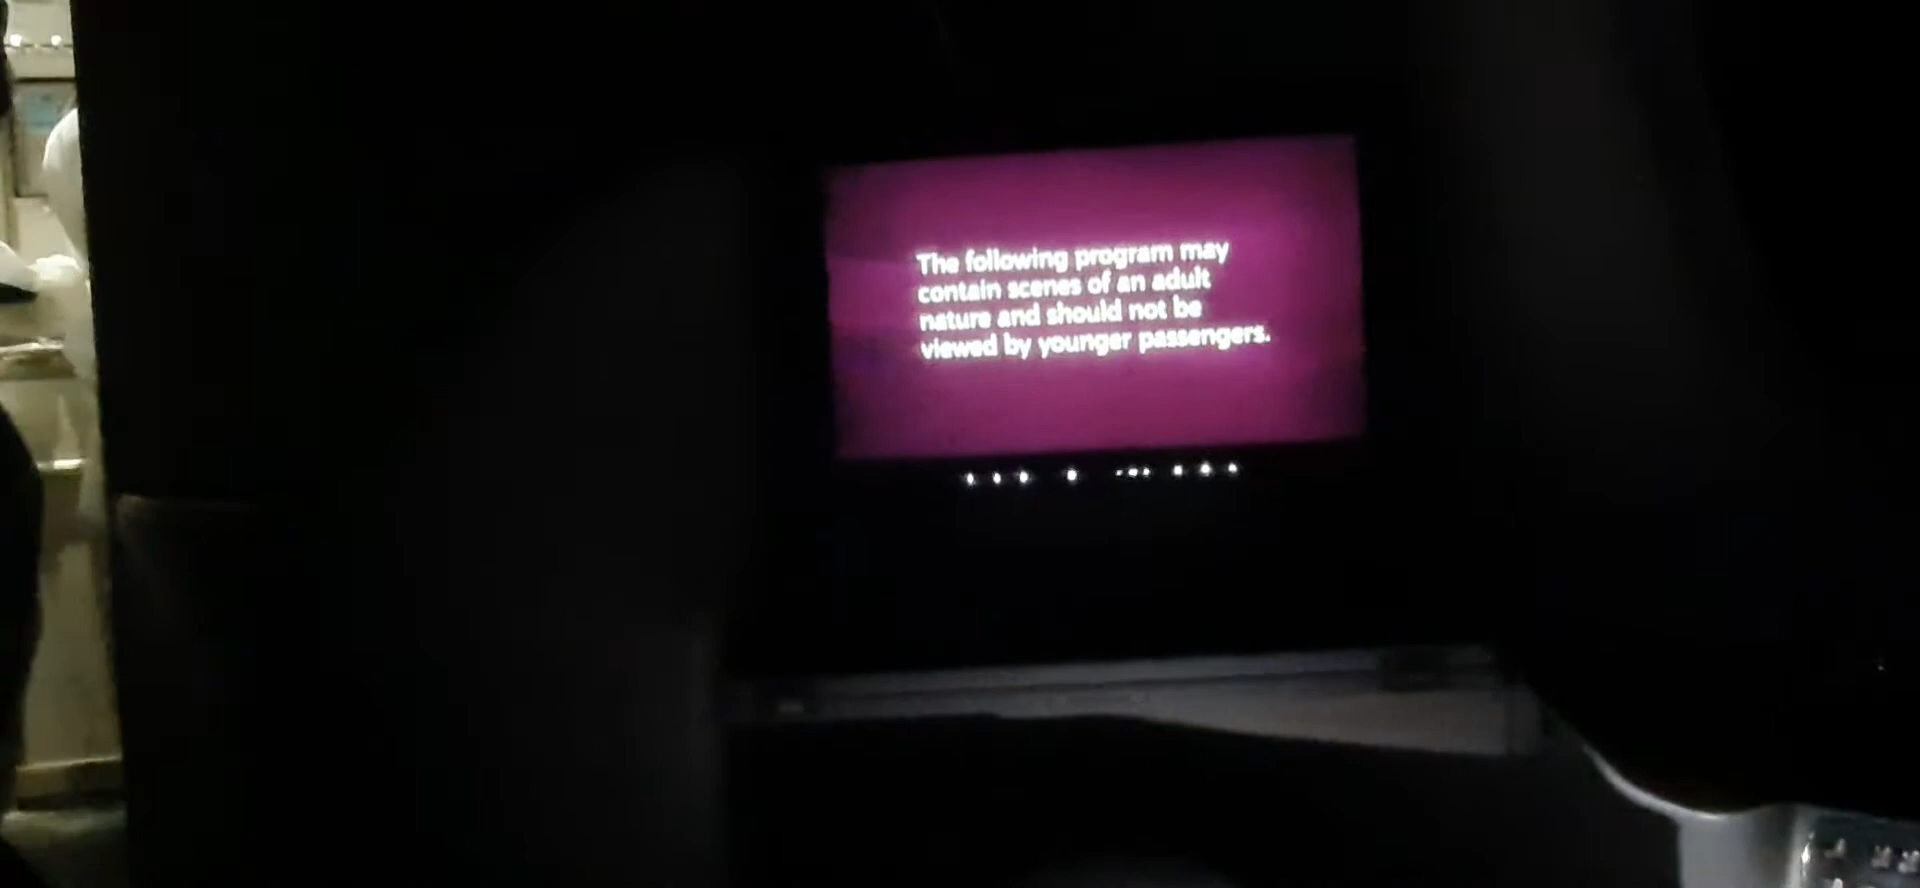 The following program may
contain scenes of an adult
nature and should not be
viewed by younger passengers.